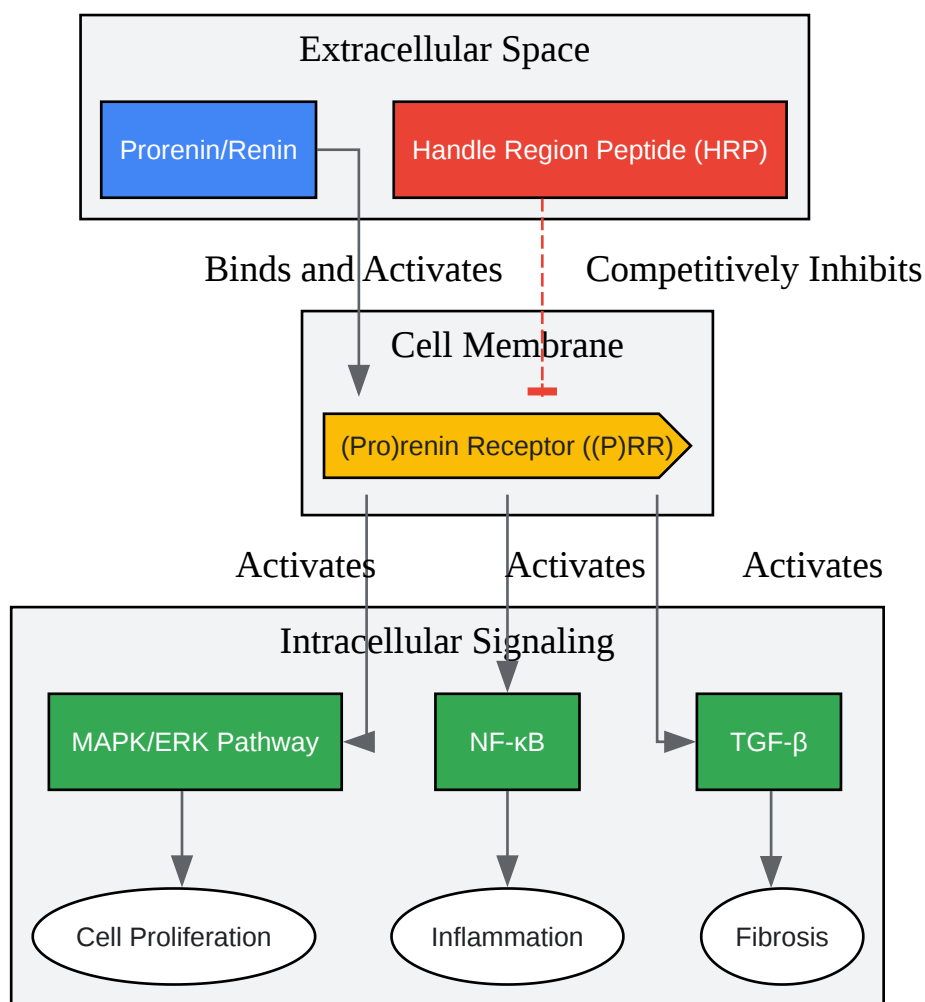 Extracellular Space
Prorenin/Renin
Handle Region Peptide (HRP)
Binds and Activates
Competitively Inhibits
Cell Membrane
(Pro)renin Receptor ((P)RR)
Activates
Activates
Activates
Intracellular Signaling
MAPK/ERK Pathway
NF-κB
TGF-β
Cell Proliferation
Inflammation
Fibrosis